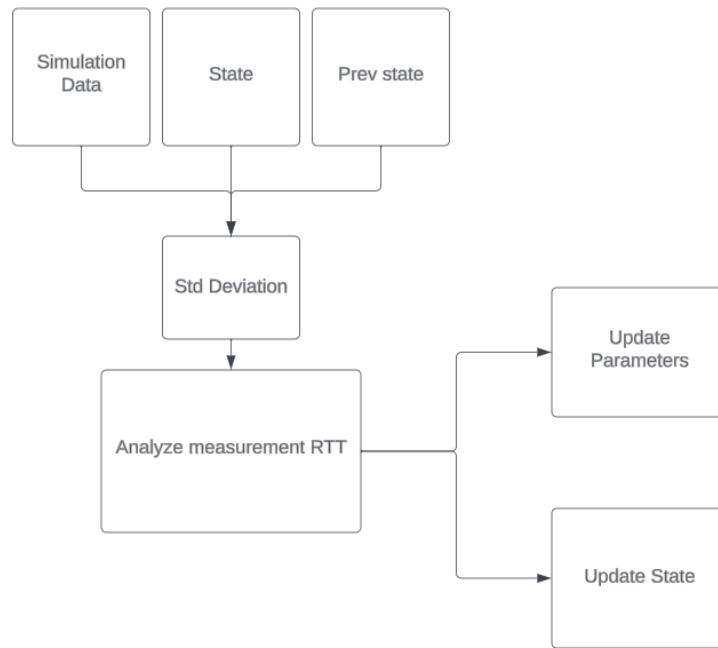 Simulation
Data
State
Prev state
Std Deviation
Update
Parameters
Analyze measurement RTT
Update State